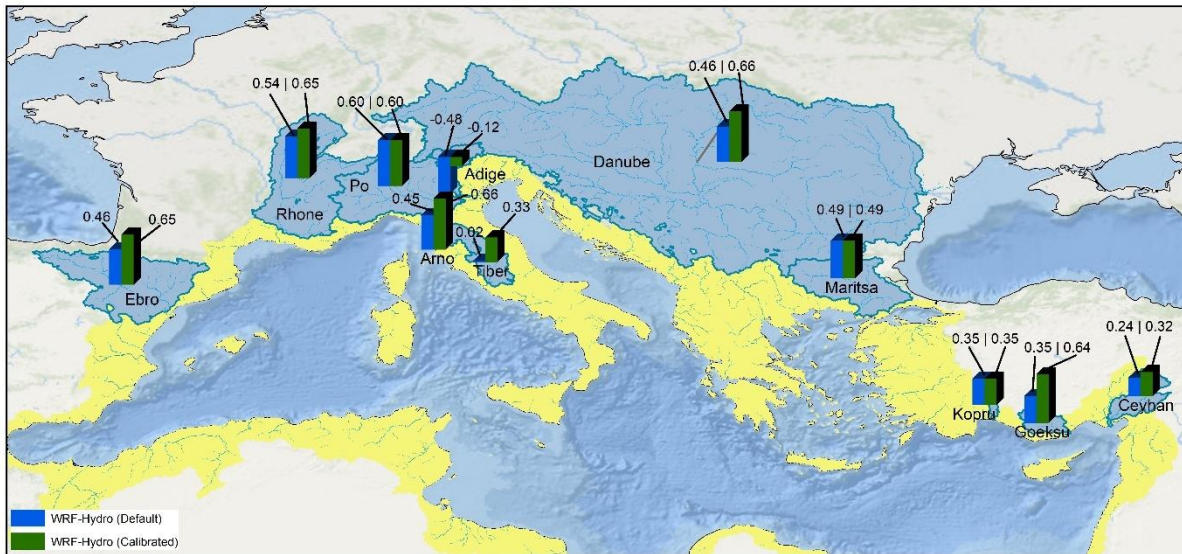 0.46 | 0.66
0.54 | 0.65
0.60 | 0.60
-0.48
-0.12
Danube
Po
Adige
Rhone
0.45
0.66
0.46
0.65
0.02
0.33
0.49 | 0.49
Arno
Tiber
Maritsa
Ebro
0.35 | 0.35
0.35 | 0.64
0.24 | 0.32
Kopru
Goeksu
Ceyhan
WRF-Hydro (Default)
WRF-Hydro (Calibrated)